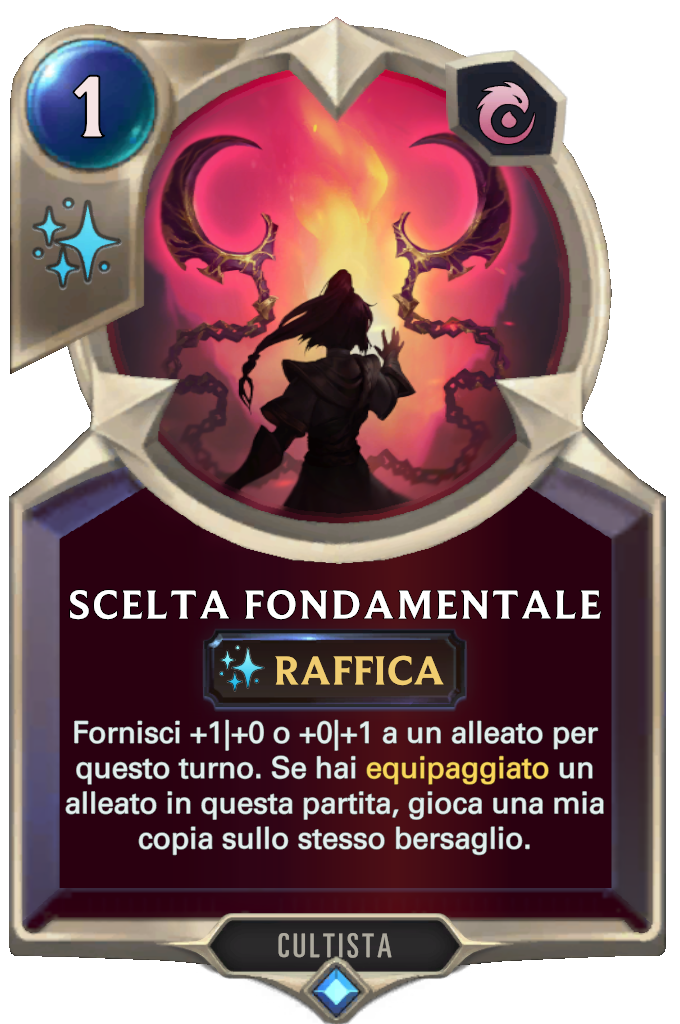 1
SCELTA FONDAMENTALE
RAFFICA
Fornisci +1|+0 o +0|+1 a un alleato per
questo turno. Se hai equipaggiato un
alleato in questa partita, gioca una mia
copia sullo stesso bersaglio.
CULTISTA